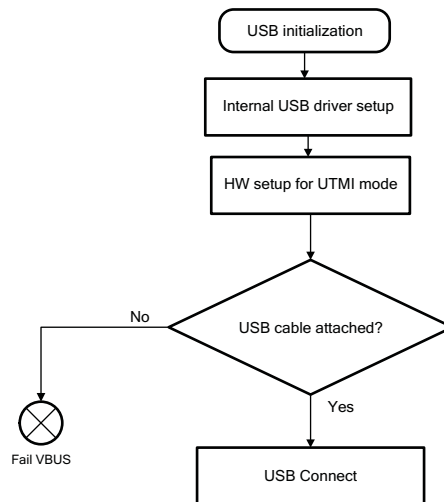 USB initialization
Internal USB driver setup
HW setup for UTMI mode
USB cable attached?
No
Yes
Fail VBUS
USB Connect